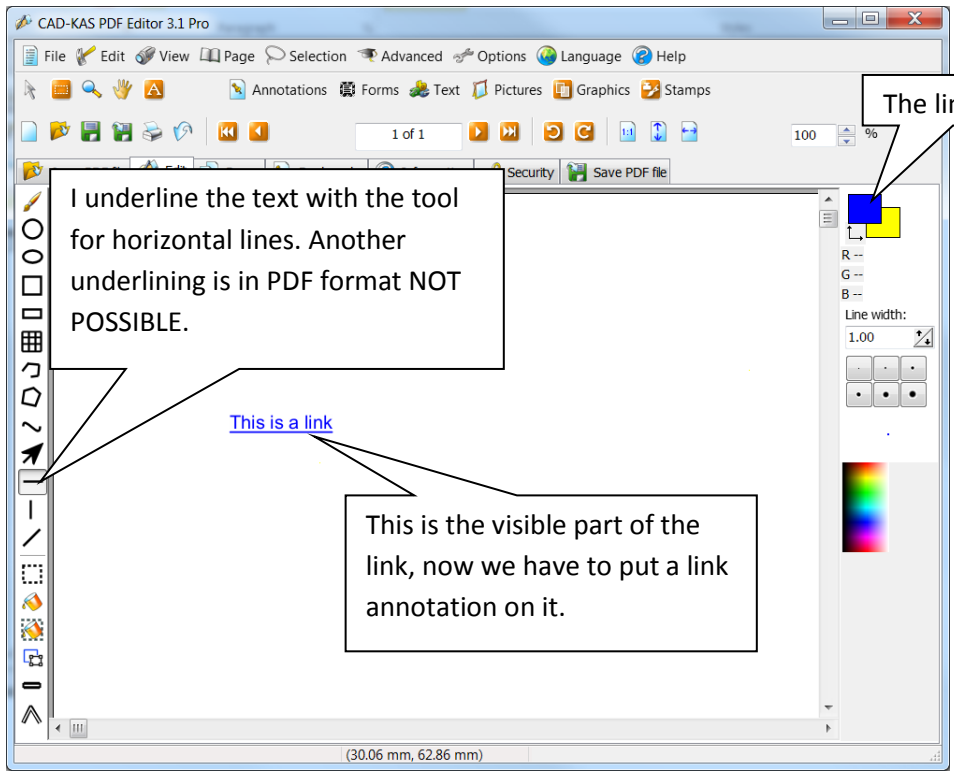 CAD-KAS PDF Editor 3.1 Pro
File Edit View Page Selection Advanced Options Language Help
Annotations Forms Text Pictures Graphics Stamps
The lin
1 of 1
1:1
100 %
Security Save PDF file
I underline the text with the tool
for horizontal lines. Another
underlining is in PDF format NOT
POSSIBLE.
R --
G --
B --
Line width:
1.00
This is a link
This is the visible part of the
link, now we have to put a link
annotation on it.
(30.06 mm, 62.86 mm)